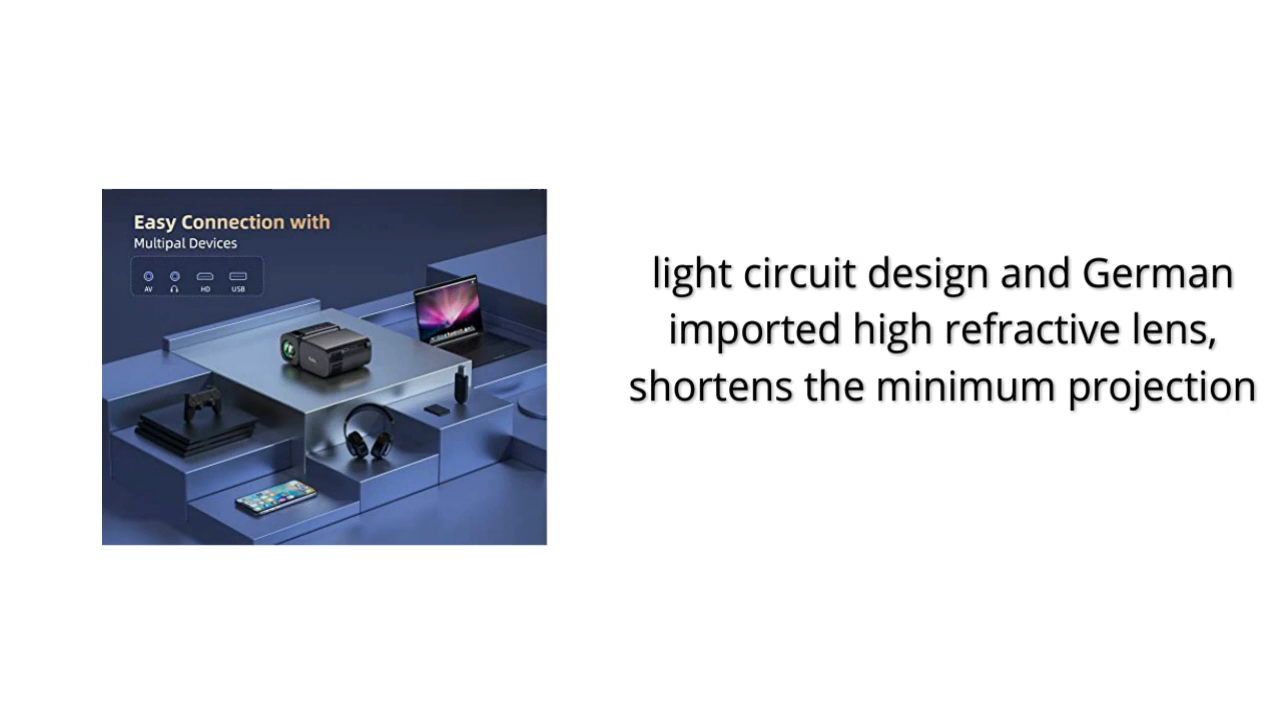 Easy Connection with
Multipal Devices
AV HD USB
light circuit design and German
imported high refractive lens,
shortens the minimum projection